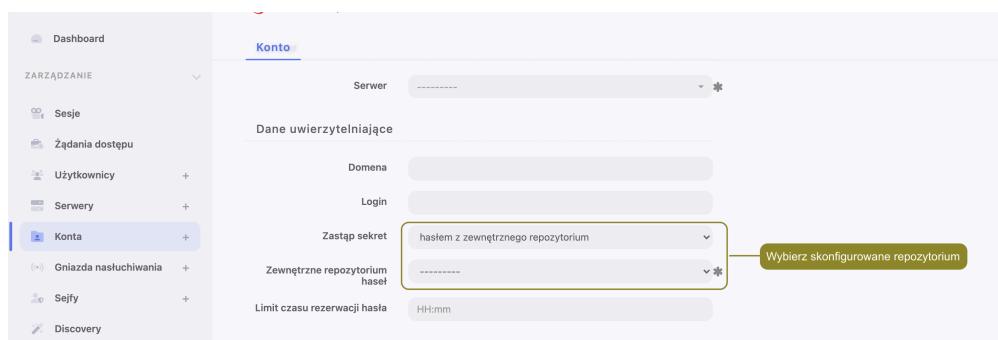 Dashboard
Konto
ZARZĄDZANIE
Serwer
---------
Sesje
Dane uwierzytelniające
Żądania dostępu
Domena
Użytkownicy
Login
Serwery
Zastąp sekret
hasłem z zewnętrznego repozytorium
Konta
Wybierz skonfigurowane repozytorium
Gniazda nasłuchiwania
Zewnętrzne repozytorium
haseł
---------
Sejfy
Limit czasu rezerwacji hasła
HH:mm
Discovery